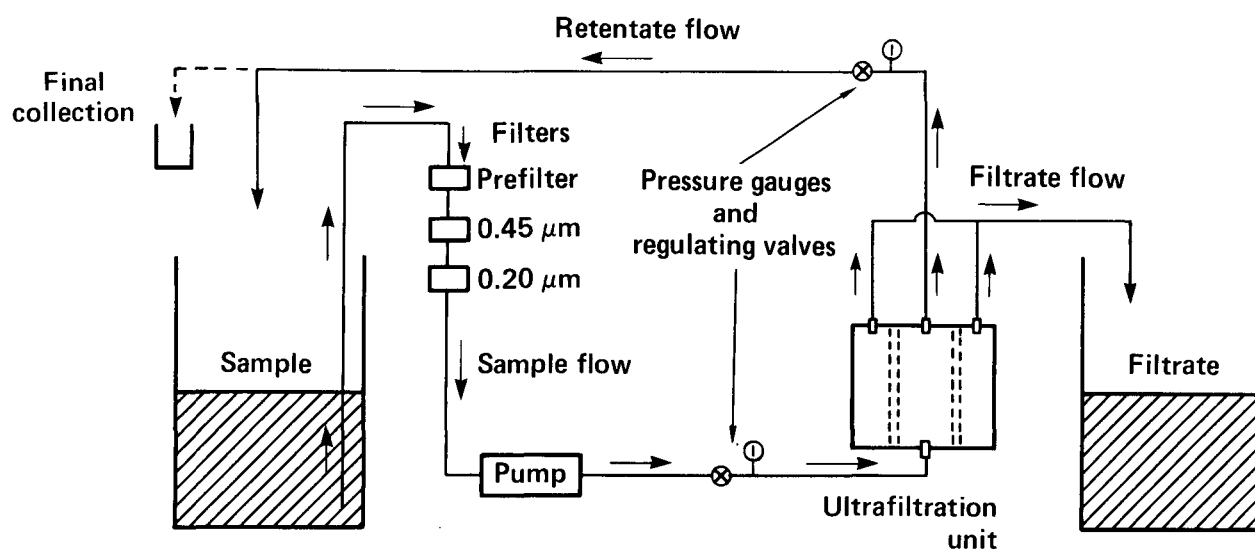 Retentate flow
Final
collection
Filters
Prefilter
0.45 μm
0.20 μm
Pressure gauges
and
regulating valves
Filtrate flow
Sample
Sample flow
Filtrate
Pump
Ultrafiltration
unit